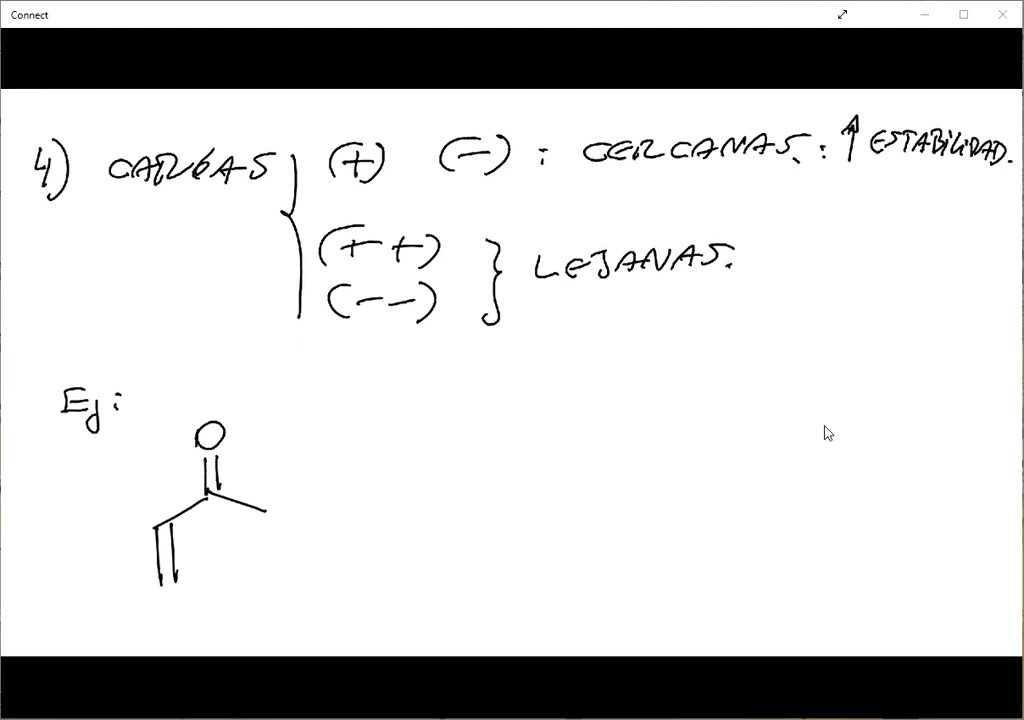 Connect
4) CARGAS (+) (-) : CERCANAS. : ↑ ESTABILIDAD.
(+ +)
(- -) } LEJANAS.
Ej:
O